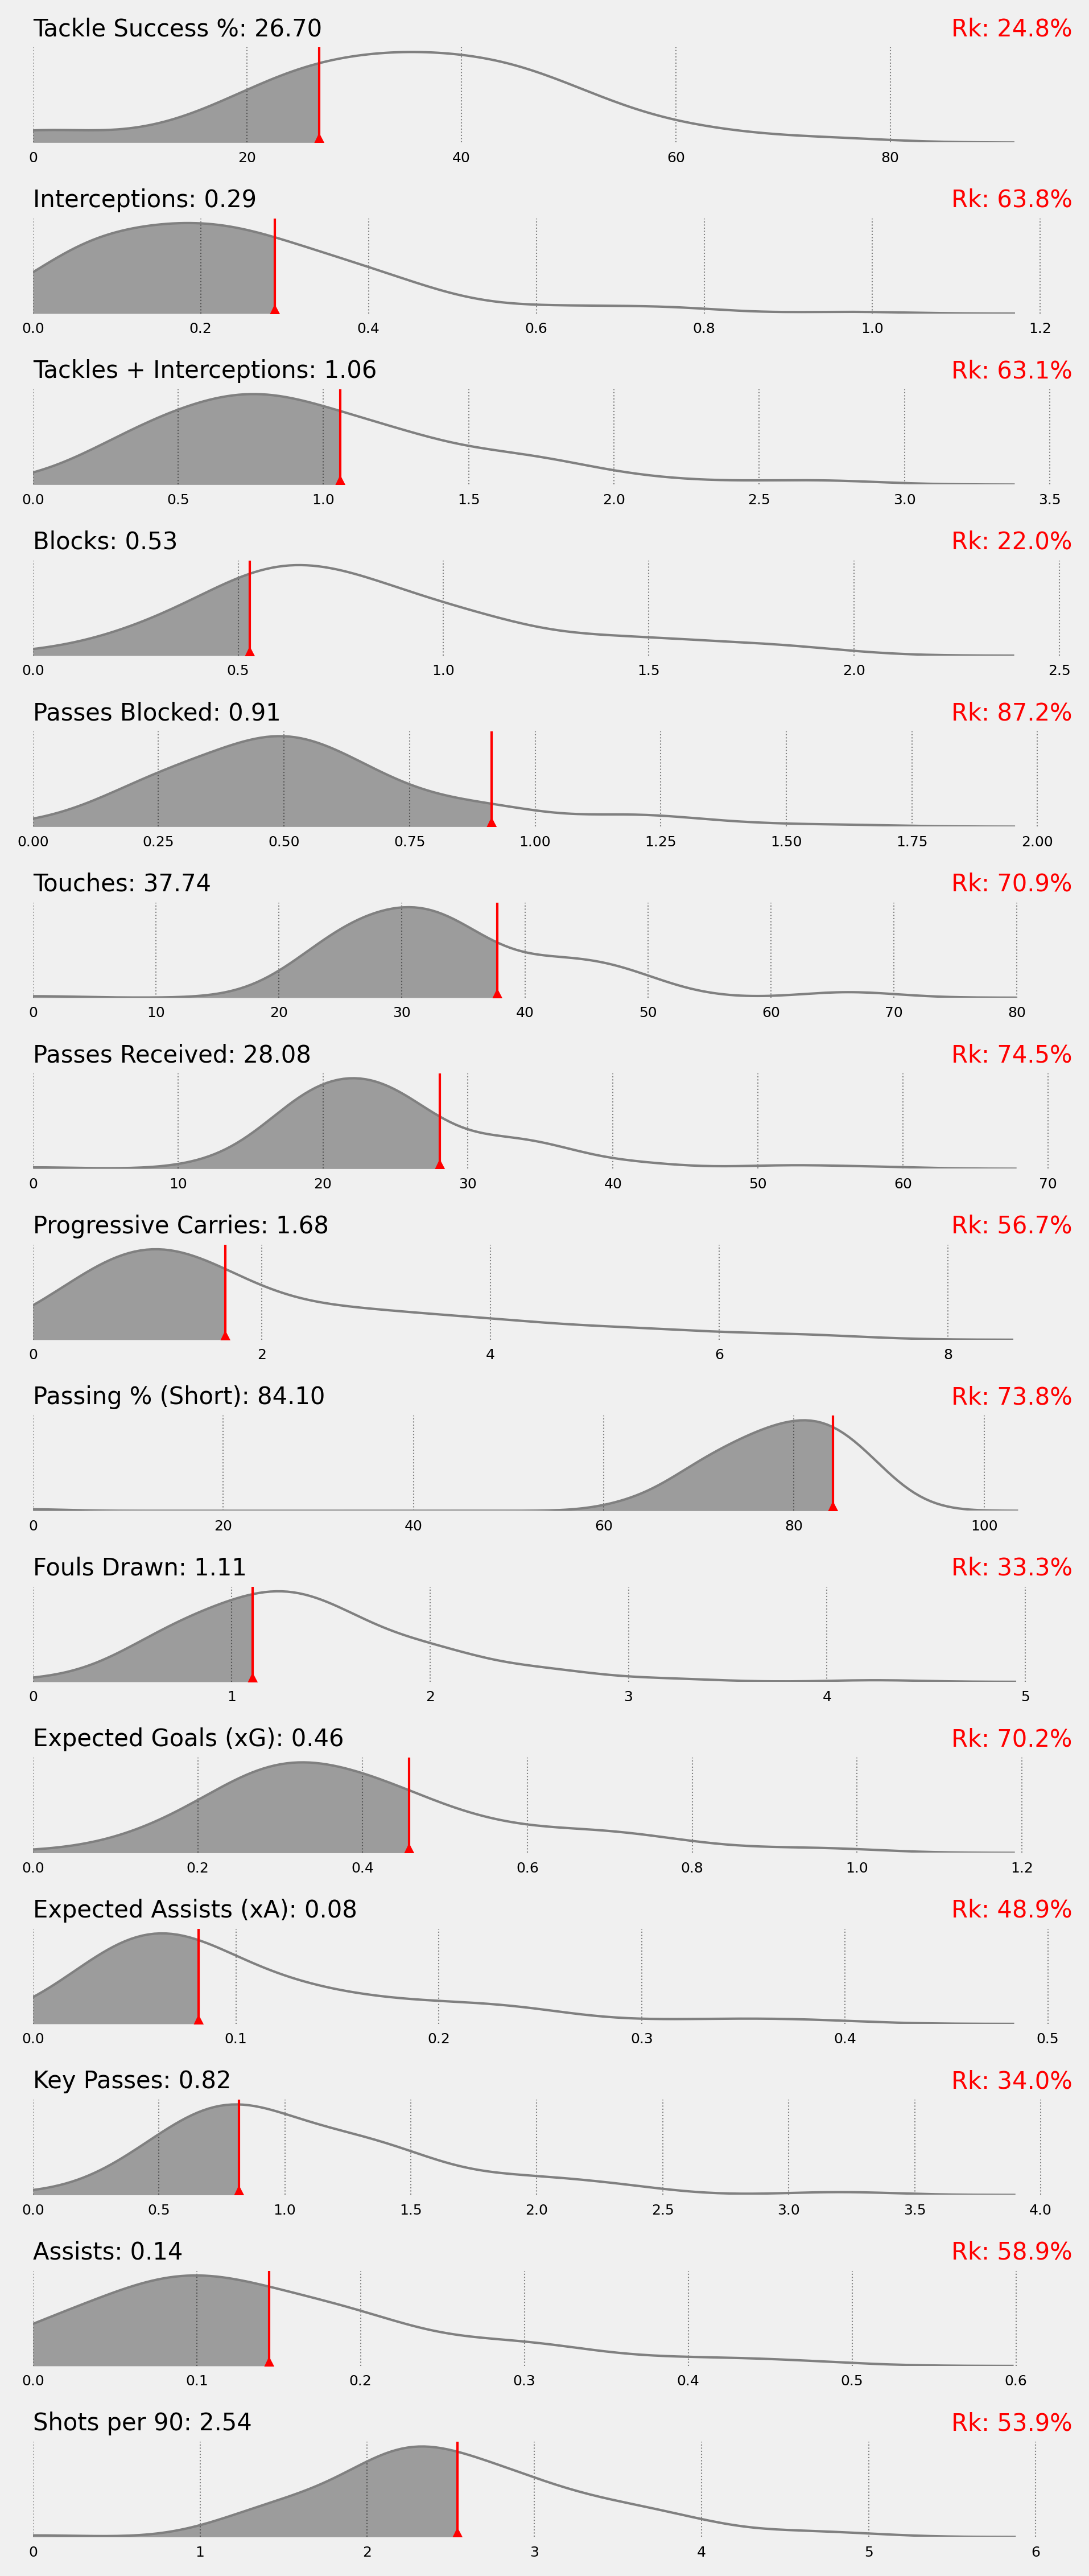 Tackle Success %: 26.70 Rk: 24.8%
0 20 40 60 80
Interceptions: 0.29 Rk: 63.8%
0.0 0.2 0.4 0.6 0.8 1.0 1.2
Tackles + Interceptions: 1.06 Rk: 63.1%
0.0 0.5 1.0 1.5 2.0 2.5 3.0 3.5
Blocks: 0.53 Rk: 22.0%
0.0 0.5 1.0 1.5 2.0 2.5
Passes Blocked: 0.91 Rk: 87.2%
0.00 0.25 0.50 0.75 1.00 1.25 1.50 1.75 2.00
Touches: 37.74 Rk: 70.9%
0 10 20 30 40 50 60 70 80
Passes Received: 28.08 Rk: 74.5%
0 10 20 30 40 50 60 70
Progressive Carries: 1.68 Rk: 56.7%
0 2 4 6 8
Passing % (Short): 84.10 Rk: 73.8%
0 20 40 60 80 100
Fouls Drawn: 1.11 Rk: 33.3%
0 1 2 3 4 5
Expected Goals (xG): 0.46 Rk: 70.2%
0.0 0.2 0.4 0.6 0.8 1.0 1.2
Expected Assists (xA): 0.08 Rk: 48.9%
0.0 0.1 0.2 0.3 0.4 0.5
Key Passes: 0.82 Rk: 34.0%
0.0 0.5 1.0 1.5 2.0 2.5 3.0 3.5 4.0
Assists: 0.14 Rk: 58.9%
0.0 0.1 0.2 0.3 0.4 0.5 0.6
Shots per 90: 2.54 Rk: 53.9%
0 1 2 3 4 5 6